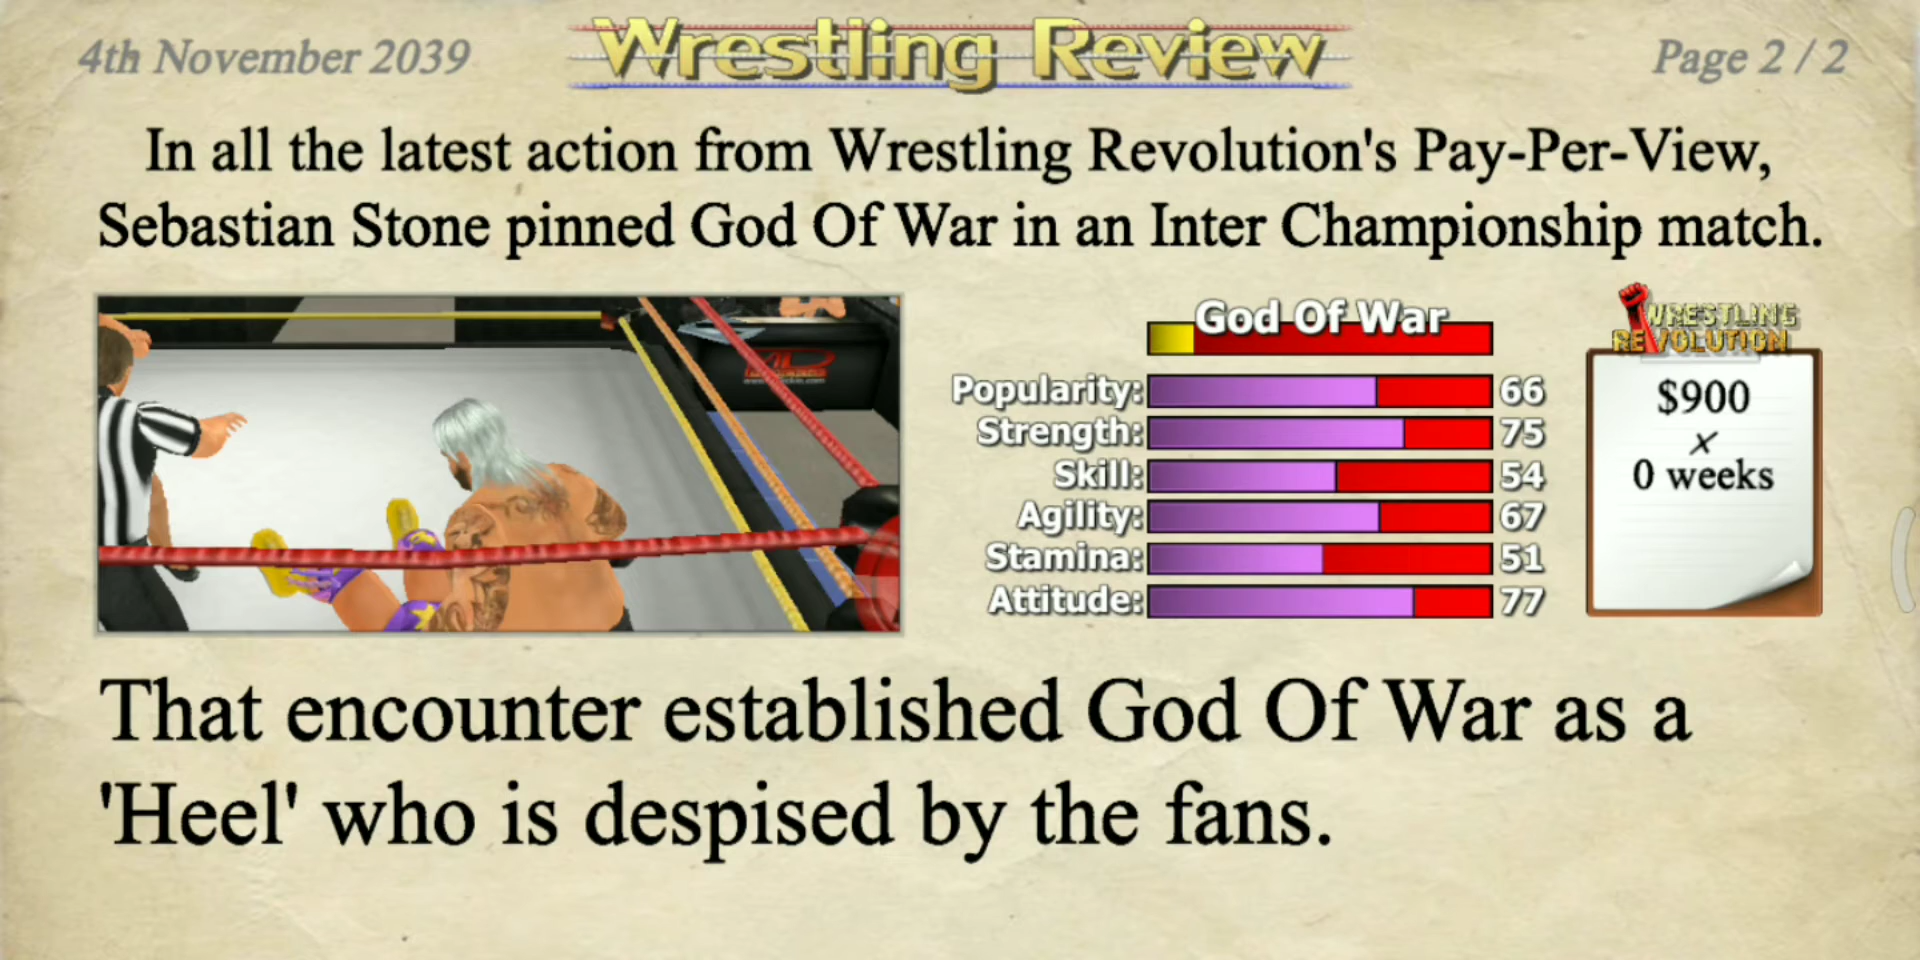 4th November 2039
Wrestling Review
Page 2 / 2
In all the latest action from Wrestling Revolution's Pay-Per-View,
Sebastian Stone pinned God Of War in an Inter Championship match.
God Of War
Popularity: 66
Strength: 75
Skill: 54
Agility: 67
Stamina: 51
Attitude: 77
WRESTLING
REVOLUTION
$900
x
0 weeks
That encounter established God Of War as a
'Heel' who is despised by the fans.